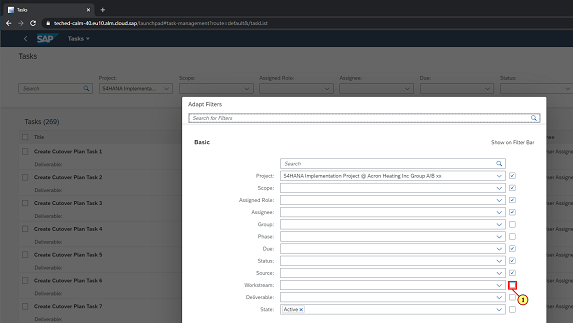 Tasks
teched-calm-40.eu10.alm.cloud.sap/launchpad#task-management?route=default&/taskList
SAP Tasks
Tasks
Project: Scope: Assigned Role: Assignee: Due: Status:
Search S4HANA Implementa...
Adapt Filters
Search for Filters
Tasks (269)
Basic Show on Filter Bar
Title
Search
Create Cutover Plan Task 1
Deliverable:
Project: S4HANA Implementation Project @ Acron Heating Inc Group A/B xx
Create Cutover Plan Task 2
Deliverable:
Scope:
Assigned Role:
Create Cutover Plan Task 3
Deliverable:
Assignee:
Group:
Create Cutover Plan Task 4
Deliverable:
Phase:
Due:
Create Cutover Plan Task 5
Deliverable:
Status:
Source:
Create Cutover Plan Task 6
Deliverable:
Workstream:
Deliverable:
1
Create Cutover Plan Task 7
Deliverable:
State: Active